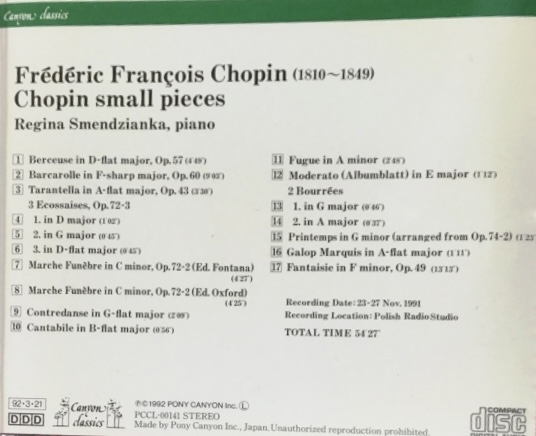 Canyon classics
Frédéric François Chopin (1810~1849)
Chopin small pieces
Regina Smendzianka, piano
1 Berceuse in D-flat major, Op. 57 (4'49")
2 Barcarolle in F-sharp major, Op. 60 (9'03")
3 Tarantella in A-flat major, Op. 43 (3'30")
3 Ecossaises, Op. 72-3
4 1. in D major (1'02")
5 2. in G major (0'45")
6 3. in D-flat major (0'45")
7 Marche Funèbre in C minor, Op. 72-2 (Ed. Fontana)
(4'27")
8 Marche Funèbre in C minor, Op. 72-2 (Ed. Oxford)
(4'25")
9 Contredanse in G-flat major (2'09")
10 Cantabile in B-flat major (0'56")
11 Fugue in A minor (2'48")
12 Moderato (Albumblatt) in E major (1'12")
2 Bourrées
13 1. in G major (0'46")
14 2. in A major (0'37")
15 Printemps in G minor (arranged from Op. 74-2) (1'23"
16 Galop Marquis in A-flat major (1'11")
17 Fantaisie in F minor, Op. 49 (13'13")
Recording Date: 23-27 Nov. 1991
Recording Location: Polish Radio Studio
TOTAL TIME 54'27"
92·3·21
DDD
Canyon classics
℗©1992 PONY CANYON Inc. Ⓛ
PCCL-00141 STEREO
Made by Pony Canyon Inc., Japan. Unauthorized reproduction prohibited.
COMPACT
disc